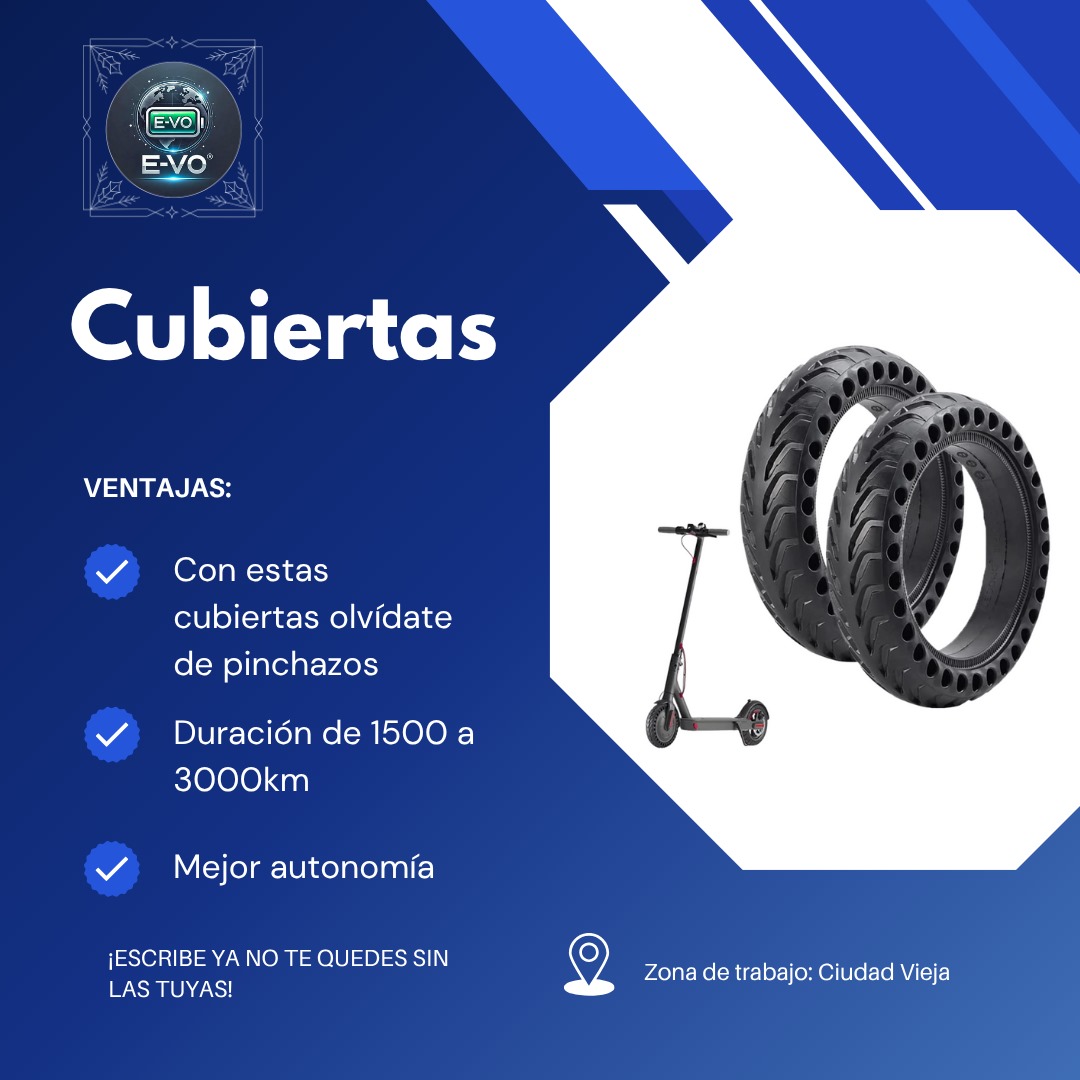 E-VO
E-VO®
Cubiertas
VENTAJAS:
Con estas
cubiertas olvídate
de pinchazos
Duración de 1500 a
3000km
Mejor autonomía
¡ESCRIBE YA NO TE QUEDES SIN
LAS TUYAS!
Zona de trabajo: Ciudad Vieja